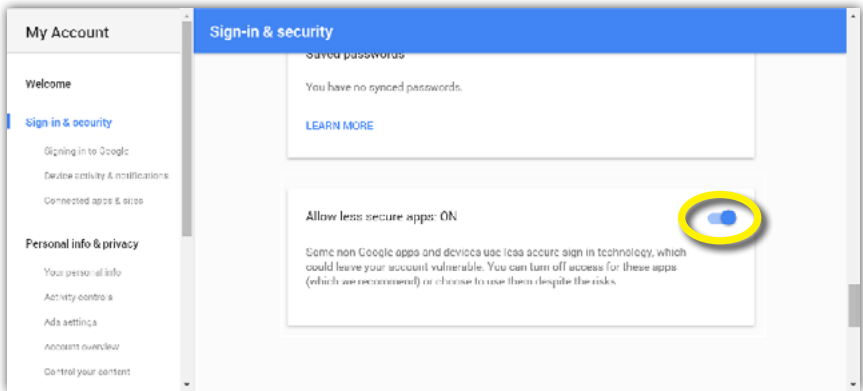 My Account
Sign-in & security
Welcome
Sign-in & security
Signing in to Google
Device activity & notifications
Connected apps & sites
Personal info & privacy
Your personal info
Activity controls
Ads settings
Account overview
Control your content
Saved passwords
You have no synced passwords.
LEARN MORE
Allow less secure apps: ON
Some non Google apps and devices use less secure sign in technology, which
could leave your account vulnerable. You can turn off access for these apps
(which we recommend) or choose to use them despite the risks